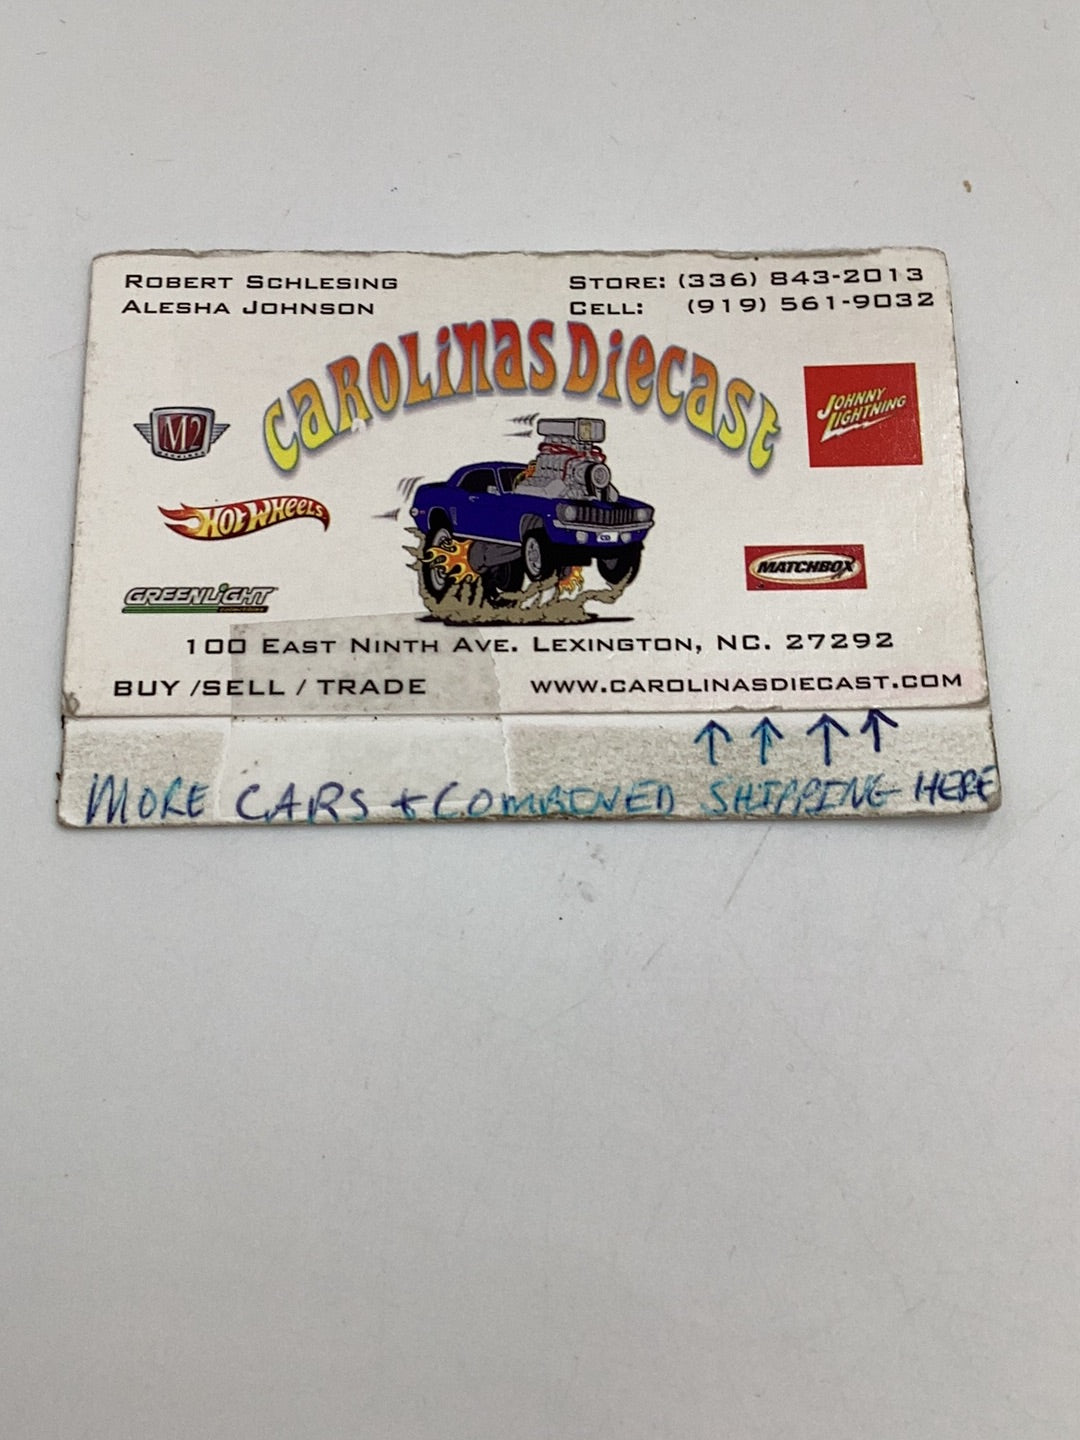 ROBERT SCHLESING
ALESHA JOHNSON
STORE: (336) 843-2013
CELL: (919) 561-9032
CAROLINAS DIECAST
M2
MACHINES
JOHNNY
LIGHTNING
HOT WHEELS
MATCHBOX
GREENLIGHT
100 EAST NINTH AVE. LEXINGTON, NC. 27292
BUY /SELL / TRADE
WWW.CAROLINASDIECAST.COM
↑ ↑ ↑ ↑
MORE CARS + COMBINED SHIPPING HERE